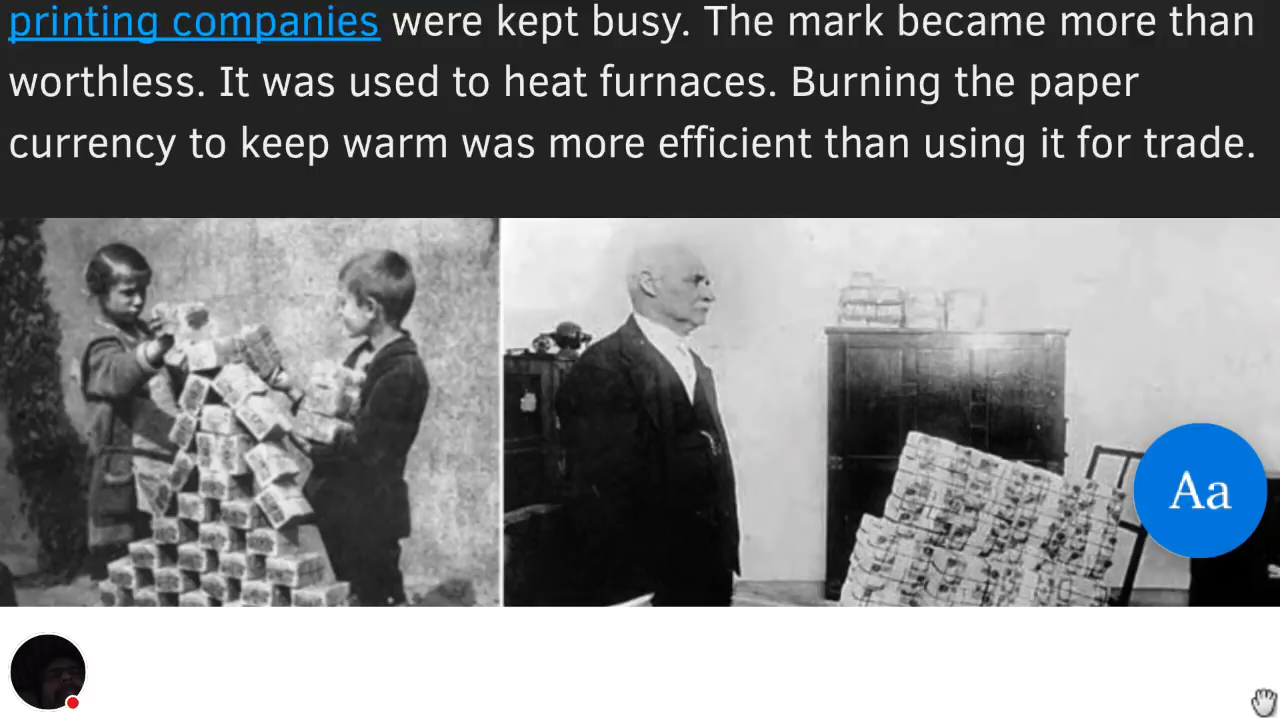 printing companies were kept busy. The mark became more than
worthless. It was used to heat furnaces. Burning the paper
currency to keep warm was more efficient than using it for trade.
Aa